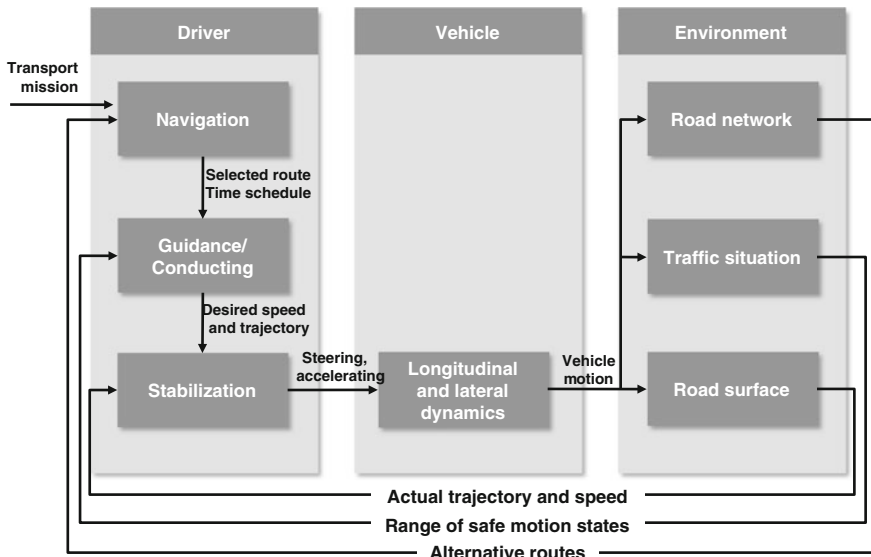 Driver
Vehicle
Environment
Transport
mission
Navigation
Road network
Selected route
Time schedule
Guidance/
Conducting
Traffic situation
Desired speed
and trajectory
Stabilization
Steering,
accelerating
Longitudinal
and lateral
dynamics
Vehicle
motion
Road surface
Actual trajectory and speed
Range of safe motion states
Alternative routes